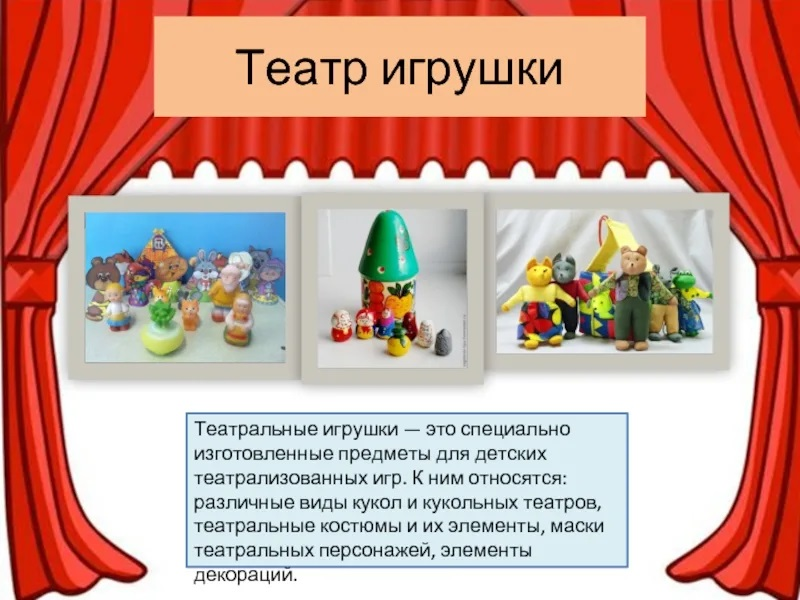 Театр игрушки
Театральные игрушки — это специально
изготовленные предметы для детских
театрализованных игр. К ним относятся:
различные виды кукол и кукольных театров,
театральные костюмы и их элементы, маски
театральных персонажей, элементы
декораций.